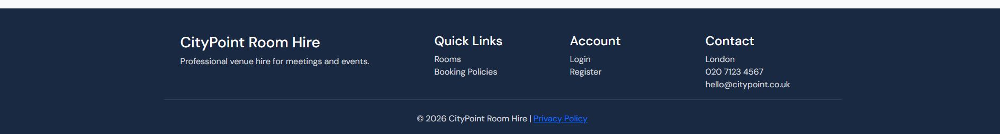 CityPoint Room Hire
Professional venue hire for meetings and events.
Quick Links
Rooms
Booking Policies
Account
Login
Register
Contact
London
020 7123 4567
hello@citypoint.co.uk
© 2026 CityPoint Room Hire | Privacy Policy